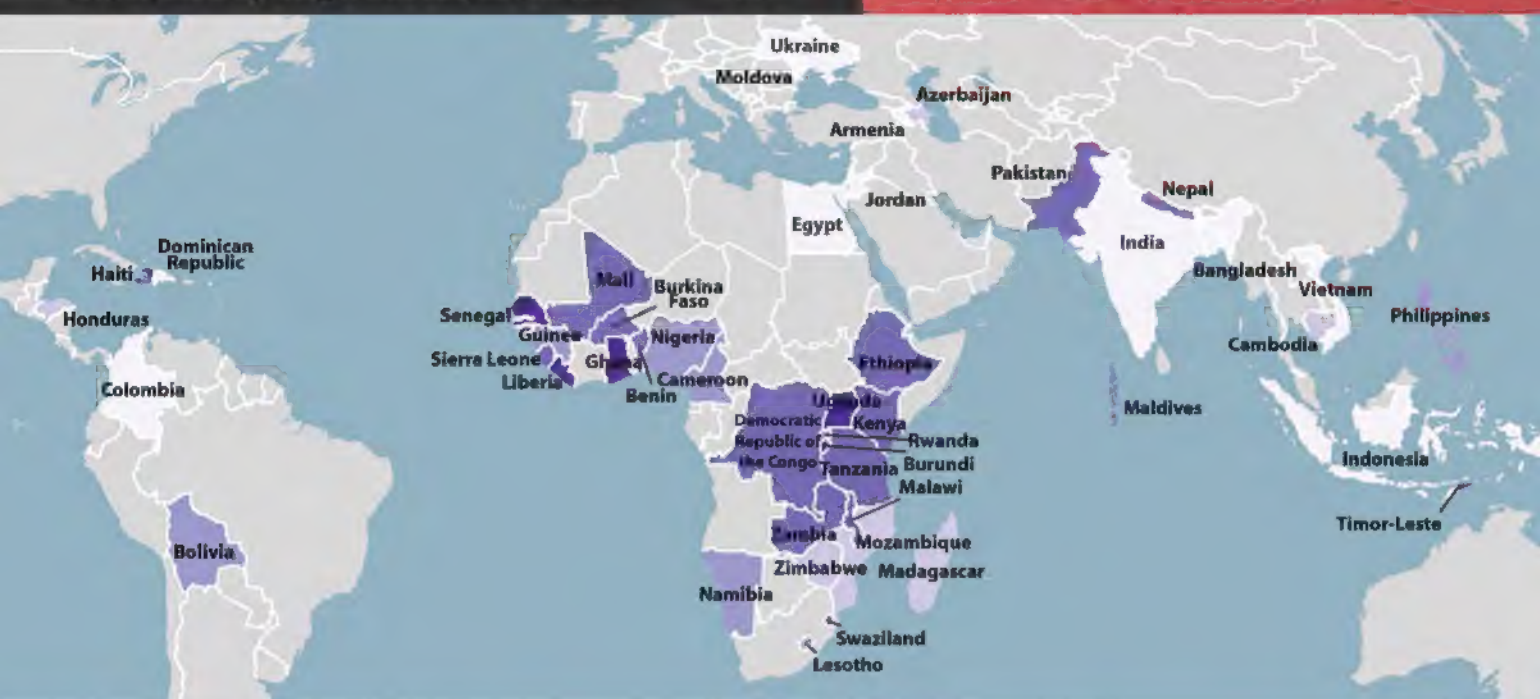 Ukraine
Moldova
Azerbaijan
Armenia
Pakistan
Nepal
Jordan
Egypt
India
Dominican
Republic
Haiti
Bangladesh
Mali
Burkina
Faso
Vietnam
Honduras
Senegal
Philippines
Guinea
Nigeria
Cambodia
Sierra Leone
Ghana
Ethiopia
Liberia
Cameroon
Colombia
Benin
Uganda
Maldives
Democratic
Republic of
the Congo
Kenya
Rwanda
Tanzania
Burundi
Indonesia
Malawi
Timor-Leste
Zambia
Mozambique
Bolivia
Zimbabwe
Madagascar
Namibia
Swaziland
Lesotho